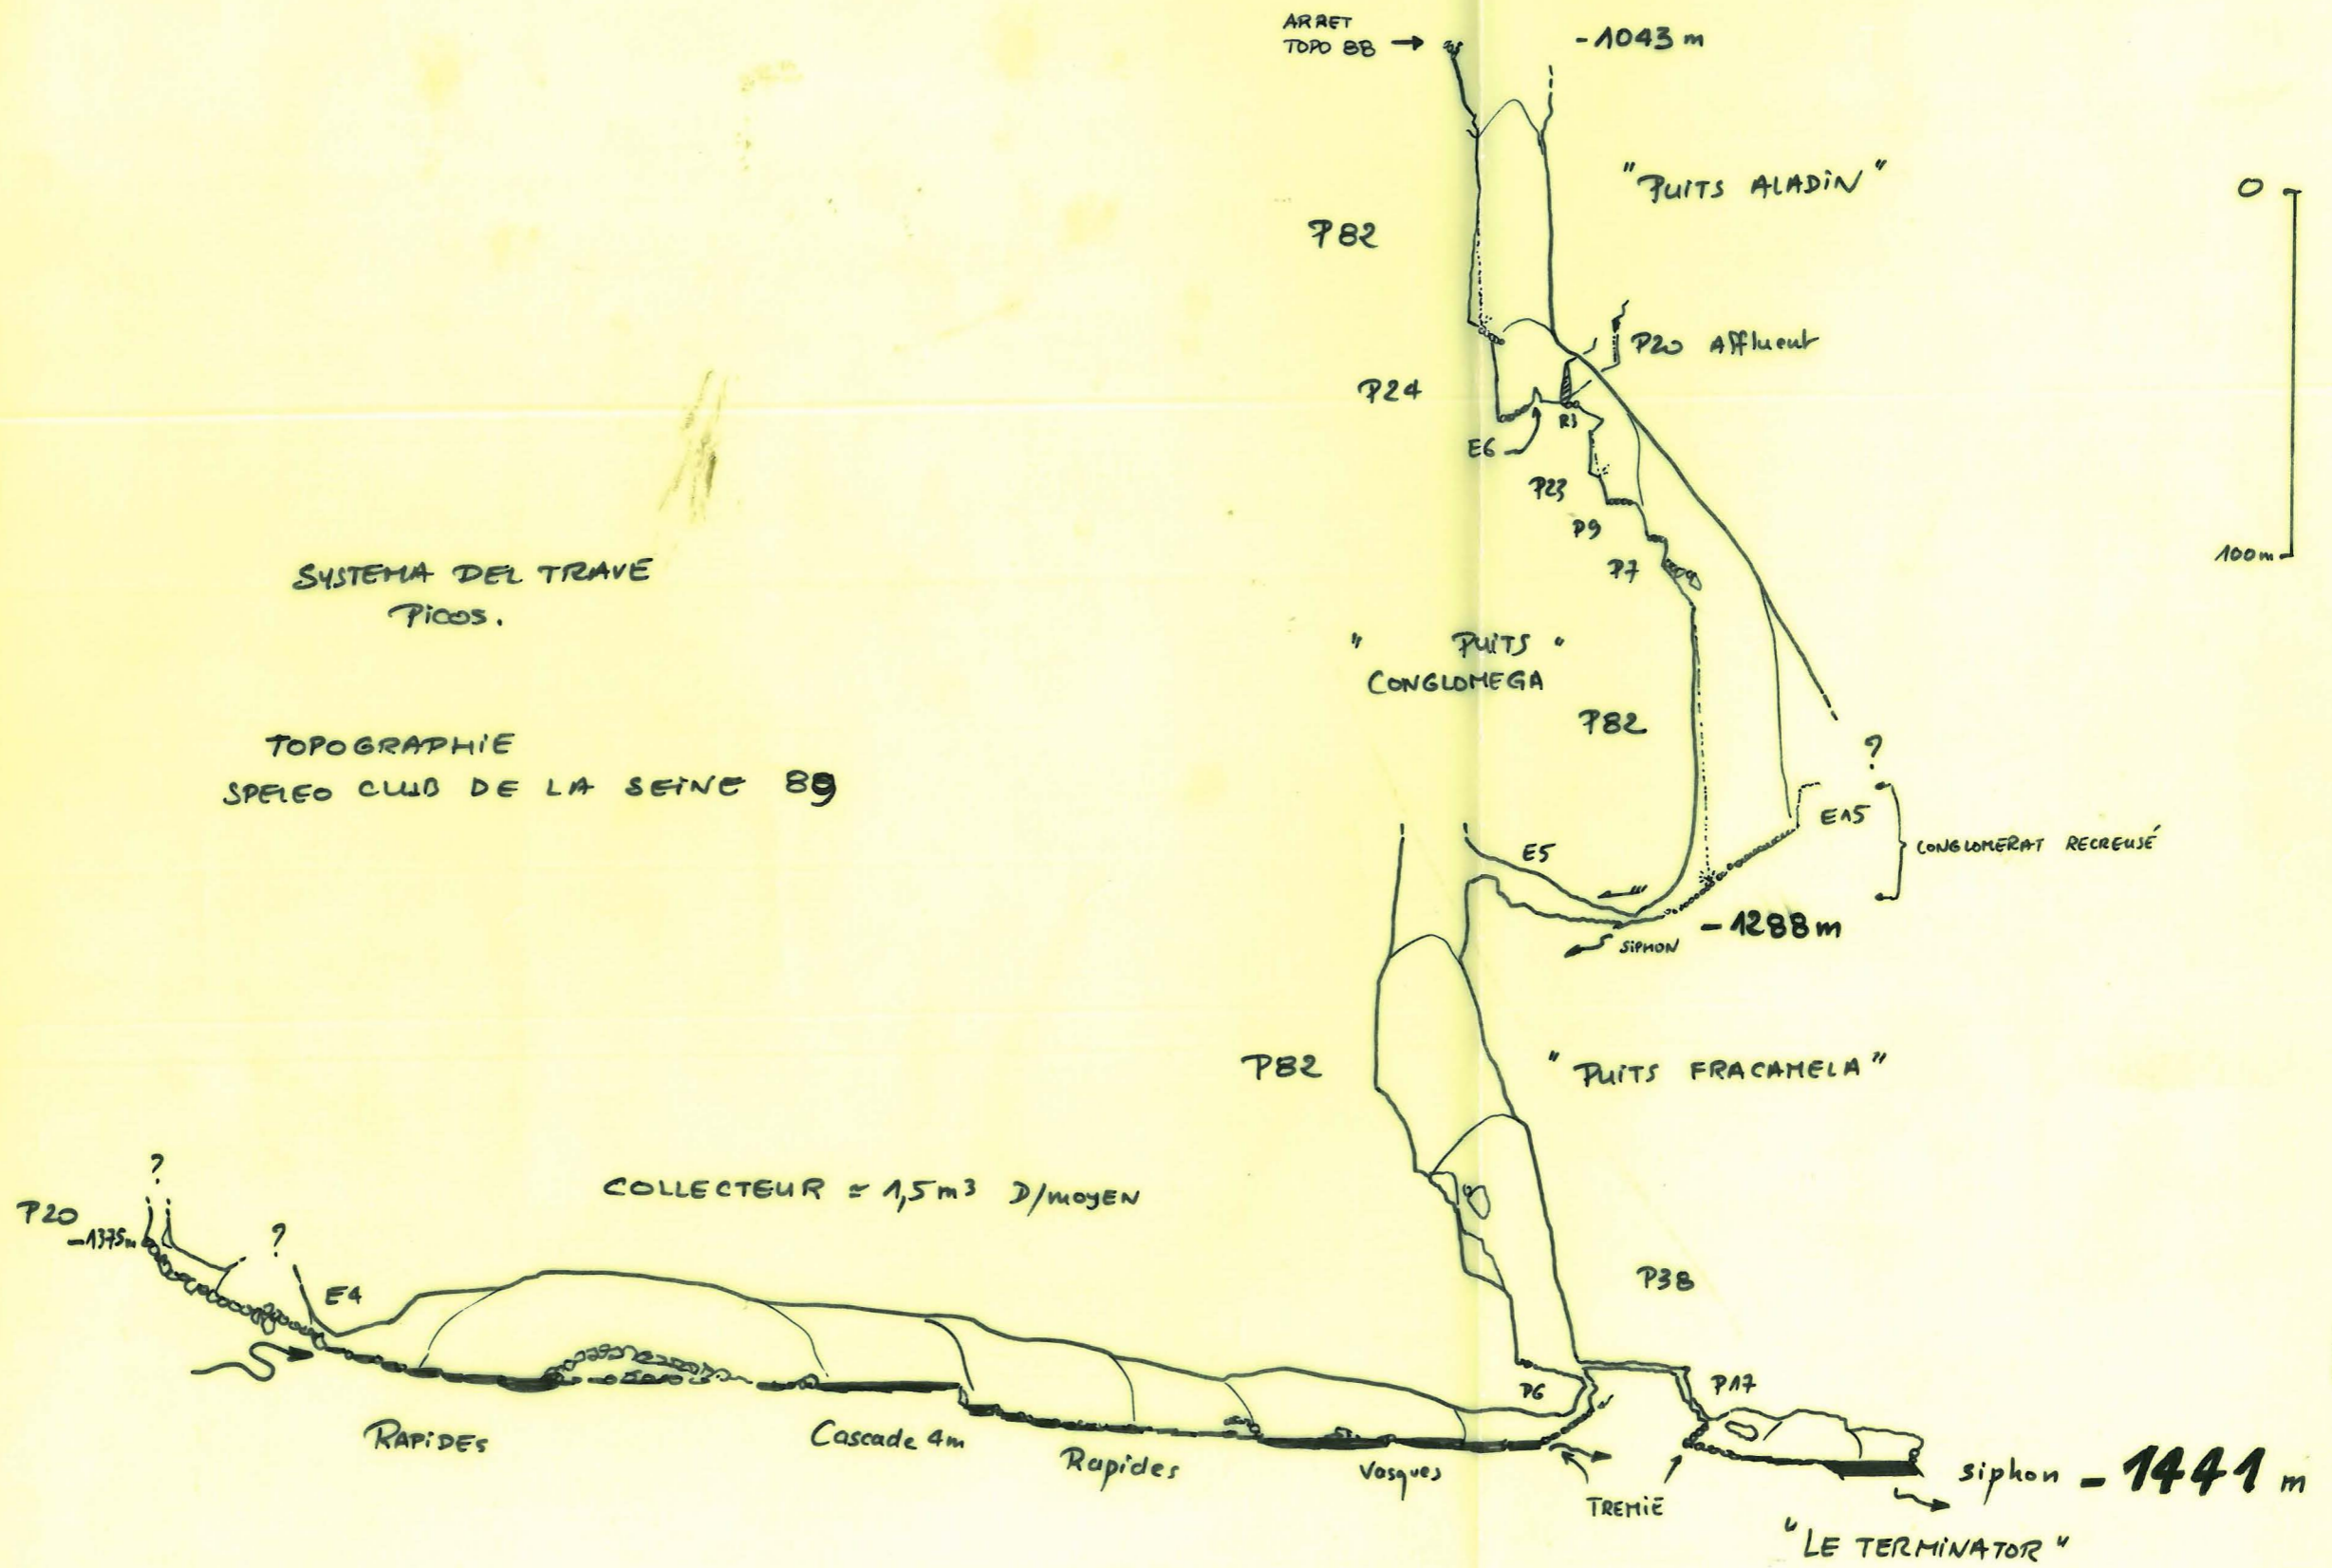 ARRET
TOPO 88 → -1043 m
"PUITS ALADIN"
0
P82
P20 Affluent
P24
R3
E6
P23
P9
100m
P7
SYSTEMA DEL TRAVE
PICOS.
" PUITS "
CONGLOMEGA
P82
TOPOGRAPHIE
SPELEO CLUB DE LA SEINE 89
?
E15
CONGLOMERAT RECREUSÉ
E5
-1288m
SIPHON
P82
"PUITS FRACAMELA"
?
COLLECTEUR ≃ 1,5 m3 D/MOYEN
P20
-1375m
?
E4
P38
P6
P17
RAPIDES
Cascade 4m
Rapides
Vasques
TREMIE
siphon - 1441 m
"LE TERMINATOR"